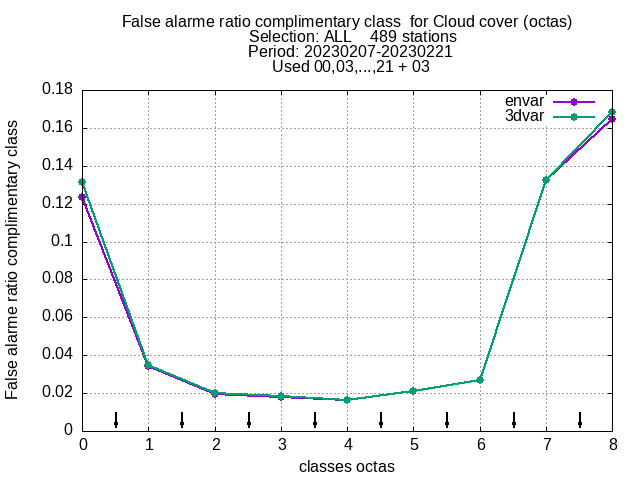 False alarme ratio complimentary class  for Cloud cover (octas)
Selection: ALL    489 stations
Period: 20230207-20230221
Used 00,03,...,21 + 03
envar
3dvar
False alarme ratio complimentary class
0.18
0.16
0.14
0.12
0.1
0.08
0.06
0.04
0.02
0
0 1 2 3 4 5 6 7 8
classes octas